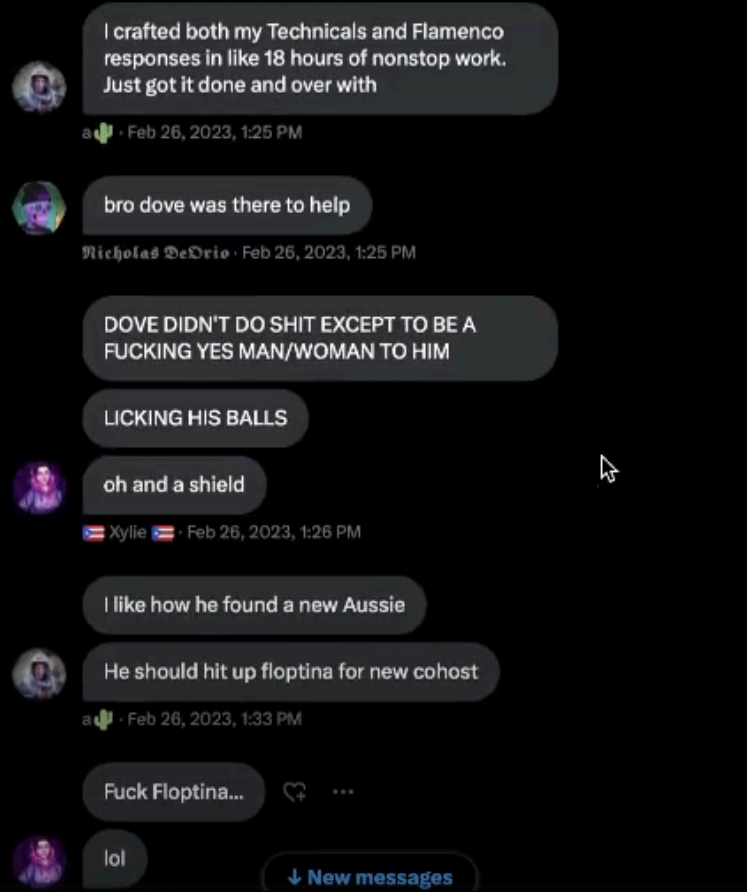 I crafted both my Technicals and Flamenco
responses in like 18 hours of nonstop work.
Just got it done and over with
a🌵 · Feb 26, 2023, 1:25 PM
bro dove was there to help
𝕹𝖎𝖈𝖍𝖔𝖑𝖆𝖘 𝕯𝖊𝕺𝖗𝖎𝖔 · Feb 26, 2023, 1:25 PM
DOVE DIDN'T DO SHIT EXCEPT TO BE A
FUCKING YES MAN/WOMAN TO HIM
LICKING HIS BALLS
oh and a shield
🇵🇷 Xylie 🇵🇷 · Feb 26, 2023, 1:26 PM
I like how he found a new Aussie
He should hit up floptina for new cohost
a🌵 · Feb 26, 2023, 1:33 PM
Fuck Floptina...
lol
↓ New messages